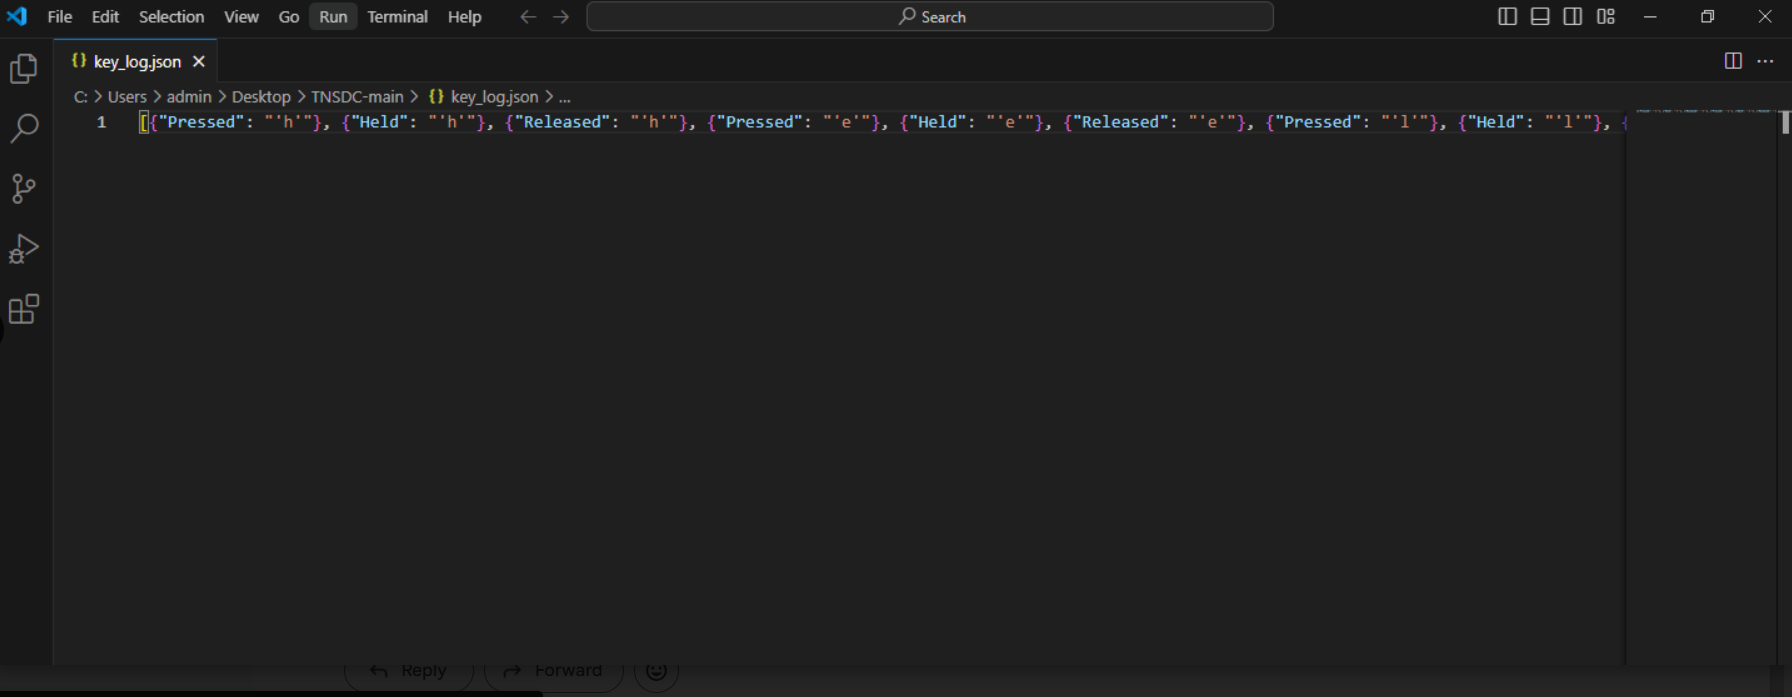 File Edit Selection View Go Run Terminal Help Search
key_log.json
C: > Users > admin > Desktop > TNSDC-main > {} key_log.json > ...
1 [{"Pressed": "'h'"}, {"Held": "'h'"}, {"Released": "'h'"}, {"Pressed": "'e'"}, {"Held": "'e'"}, {"Released": "'e'"}, {"Pressed": "'l'"}, {"Held": "'l'"}, {
Reply Forward